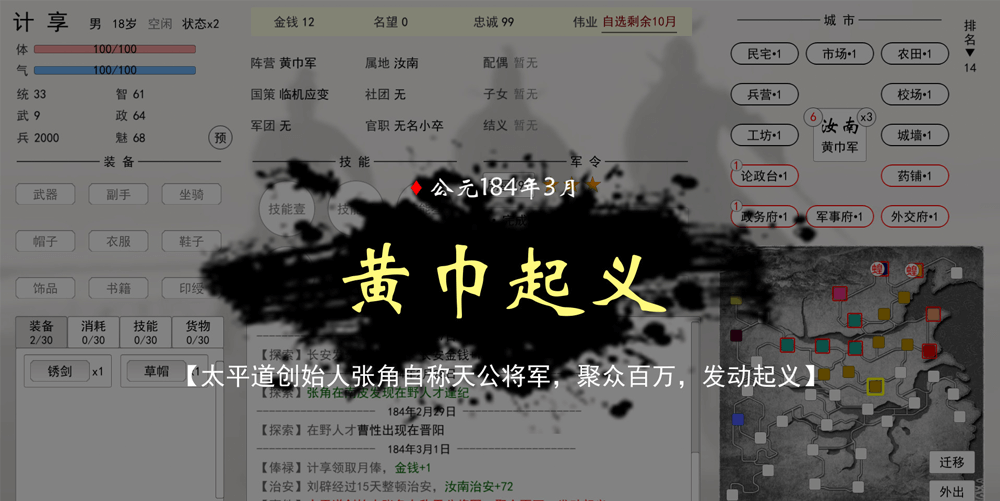 计享 男 18岁 空闲 状态x2
体 100/100
气 100/100
统 33 智 61
武 9 政 64
兵 2000 魅 68 预
装备
武器 副手 坐骑
帽子 衣服 鞋子
饰品 书籍 印绶
装备 消耗 技能 货物
2/30 0/30 0/30 0/30
锈剑 x1 草帽
金钱 12 名望 0 忠诚 99 伟业 自选剩余10月
阵营 黄巾军 属地 汝南 配偶 暂无
国策 临机应变 社团 无 子女 暂无
军团 无 官职 无名小卒 结义 暂无
技能 军令
技能壹
公元184年3月
黄巾起义
【太平道创始人张角自称天公将军，聚众百万，发动起义】
184年2月29日
【探索】在野人才曹性出现在晋阳
184年3月1日
【俸禄】计享领取月俸，金钱+1
【治安】刘辟经过15天整顿治安，汝南治安+72
城市
民宅•1 市场•1 农田•1
兵营•1 校场•1
6 汝南 x3
黄巾军
工坊•1 城墙•1
1 论政台•1 药铺•1
1 政务府•1 军事府•1 外交府•1
排名▼14
蝗 蝗
迁移
外出